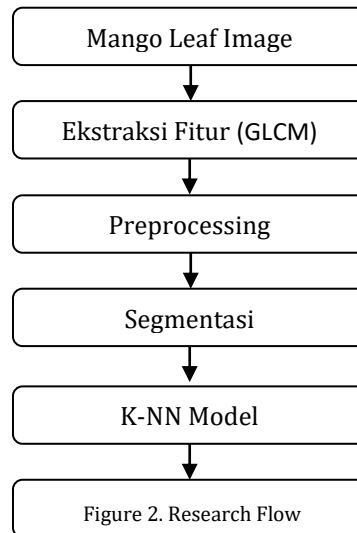 Mango Leaf Image
Ekstraksi Fitur (GLCM)
Preprocessing
Segmentasi
K-NN Model
Figure 2. Research Flow